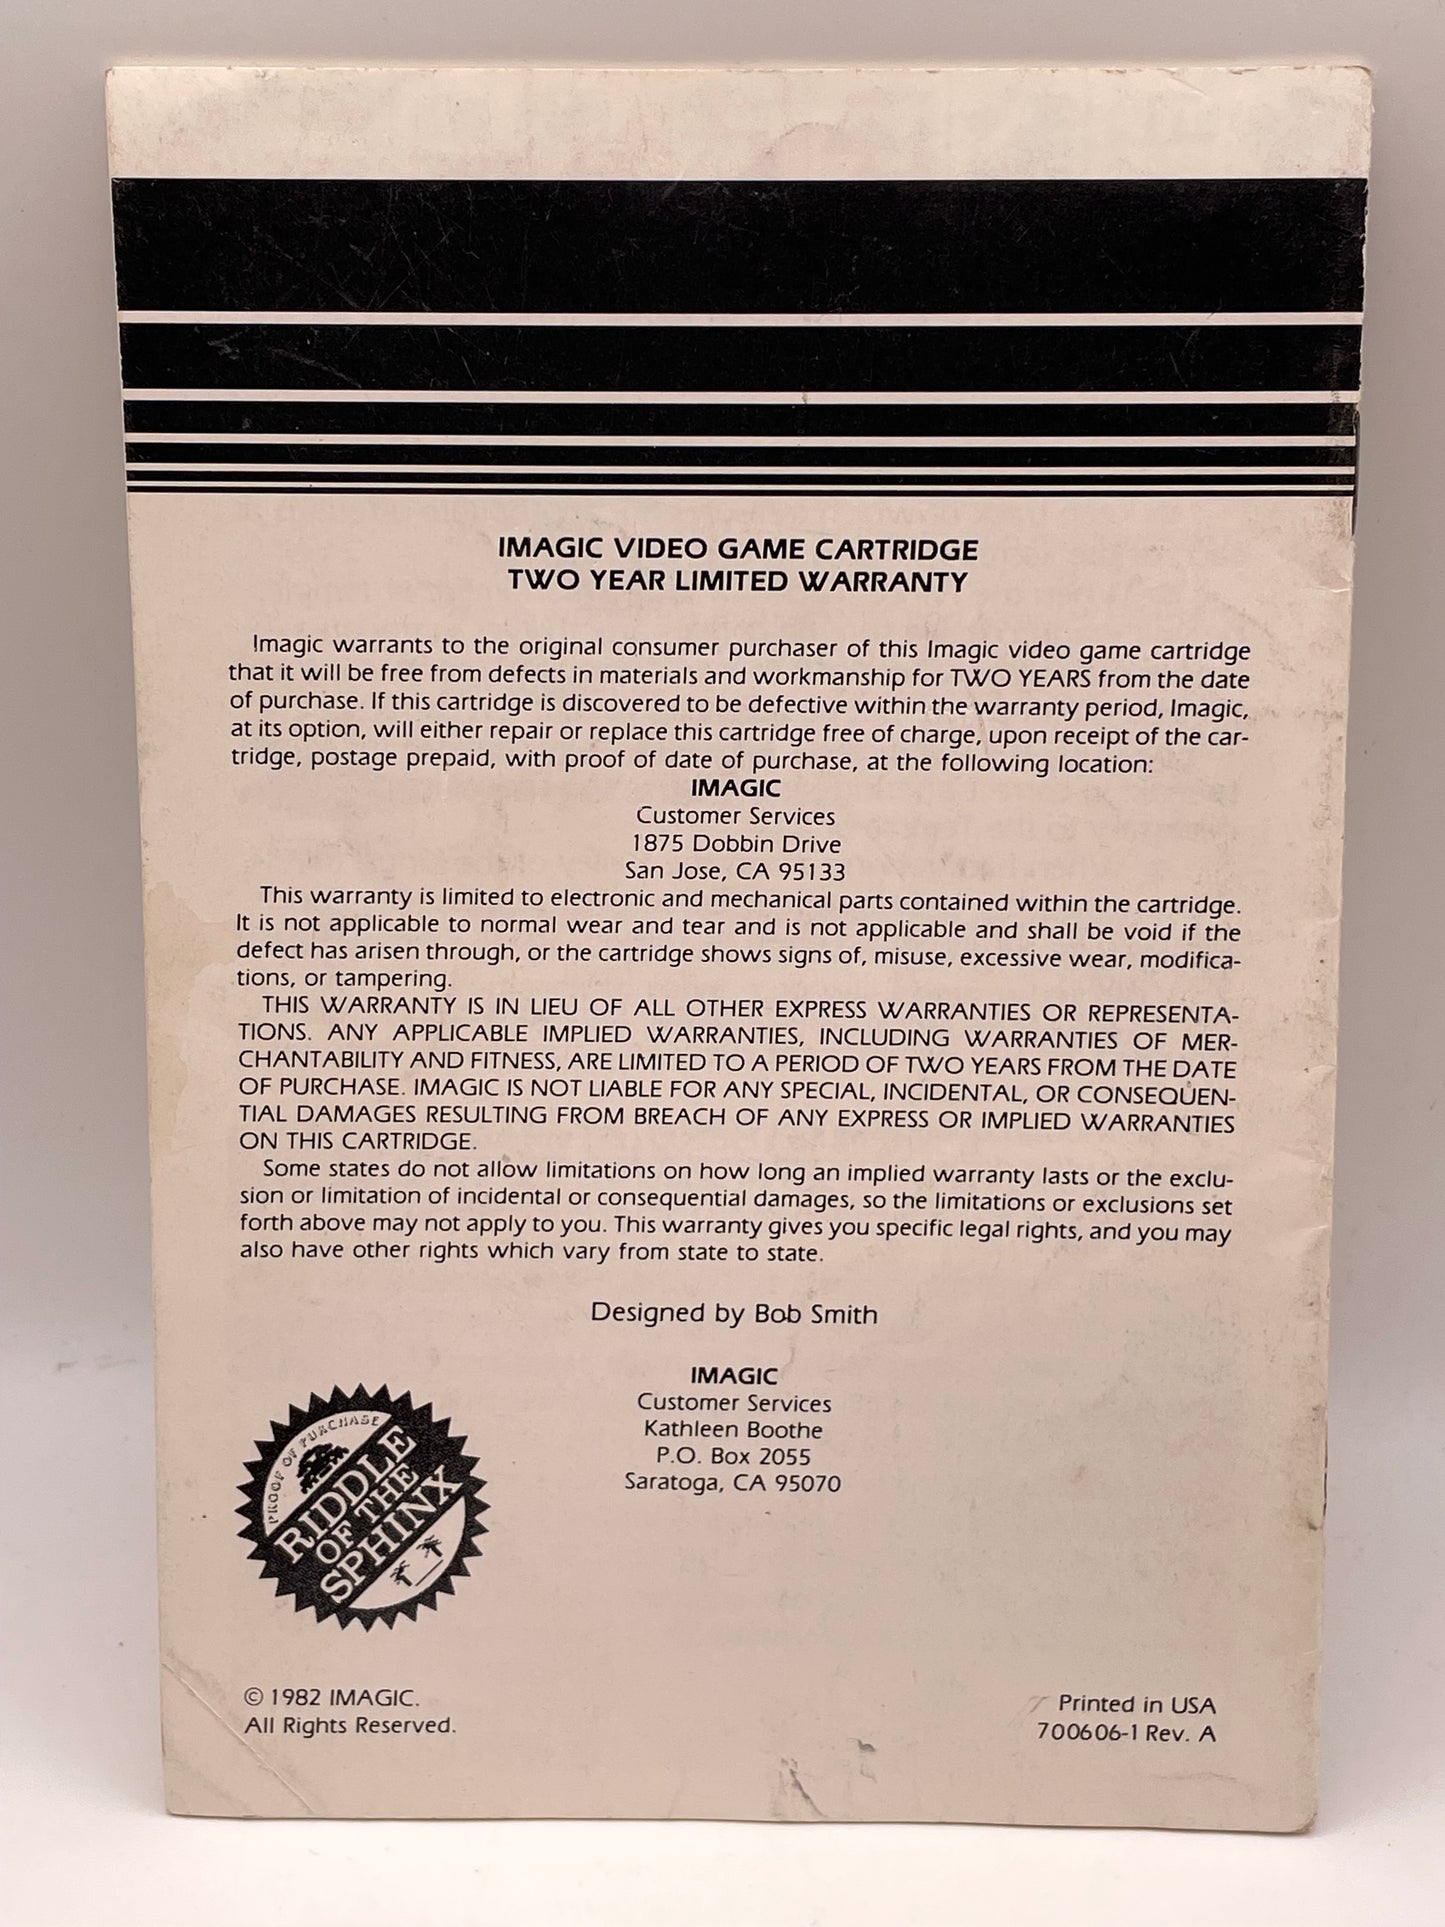 IMAGIC VIDEO GAME CARTRIDGE
TWO YEAR LIMITED WARRANTY
Imagic warrants to the original consumer purchaser of this Imagic video game cartridge
that it will be free from defects in materials and workmanship for TWO YEARS from the date
of purchase. If this cartridge is discovered to be defective within the warranty period, Imagic,
at its option, will either repair or replace this cartridge free of charge, upon receipt of the car-
tridge, postage prepaid, with proof of date of purchase, at the following location:
IMAGIC
Customer Services
1875 Dobbin Drive
San Jose, CA 95133
This warranty is limited to electronic and mechanical parts contained within the cartridge.
It is not applicable to normal wear and tear and is not applicable and shall be void if the
defect has arisen through, or the cartridge shows signs of, misuse, excessive wear, modifica-
tions, or tampering.
THIS WARRANTY IS IN LIEU OF ALL OTHER EXPRESS WARRANTIES OR REPRESENTA-
TIONS. ANY APPLICABLE IMPLIED WARRANTIES, INCLUDING WARRANTIES OF MER-
CHANTABILITY AND FITNESS, ARE LIMITED TO A PERIOD OF TWO YEARS FROM THE DATE
OF PURCHASE. IMAGIC IS NOT LIABLE FOR ANY SPECIAL, INCIDENTAL, OR CONSEQUEN-
TIAL DAMAGES RESULTING FROM BREACH OF ANY EXPRESS OR IMPLIED WARRANTIES
ON THIS CARTRIDGE.
Some states do not allow limitations on how long an implied warranty lasts or the exclu-
sion or limitation of incidental or consequential damages, so the limitations or exclusions set
forth above may not apply to you. This warranty gives you specific legal rights, and you may
also have other rights which vary from state to state.
Designed by Bob Smith
IMAGIC
Customer Services
Kathleen Boothe
P.O. Box 2055
Saratoga, CA 95070
PROOF OF PURCHASE
RIDDLE
OF THE
SPHINX
© 1982 IMAGIC.
All Rights Reserved.
Printed in USA
700606-1 Rev. A